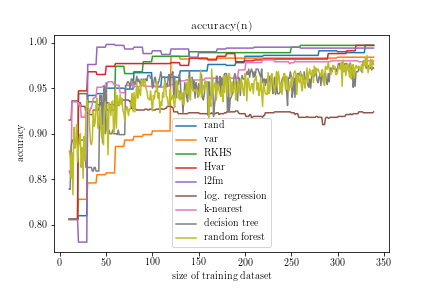 accuracy(n)
1.00
0.95
0.90
0.85
0.80
accuracy
rand
var
RKHS
Hvar
l2fm
log. regression
k-nearest
decision tree
random forest
0 50 100 150 200 250 300 350
size of training dataset